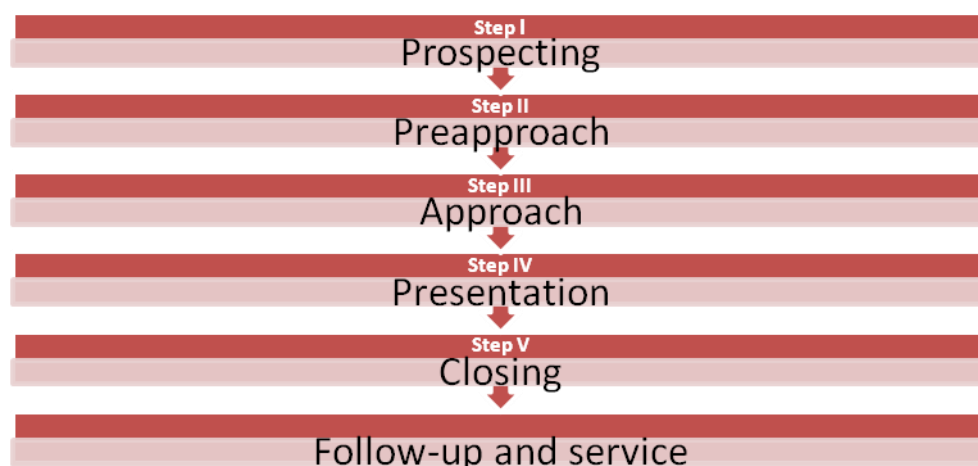 Step I
Prospecting
Step II
Preapproach
Step III
Approach
Step IV
Presentation
Step V
Closing
Follow-up and service